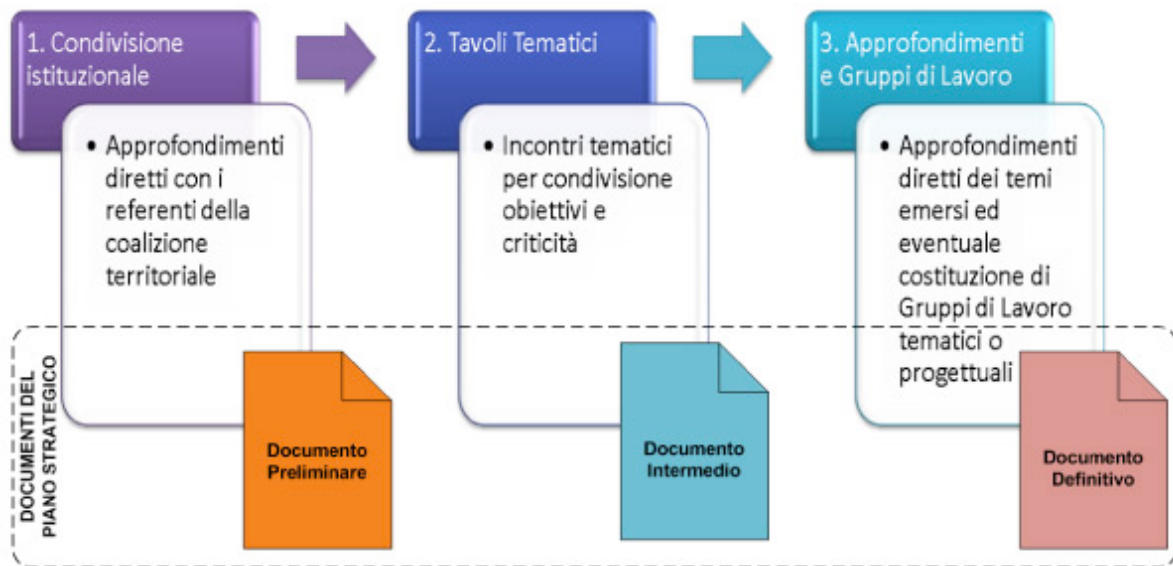 1. Condivisione
istituzionale
• Approfondimenti
diretti con i
referenti della
coalizione
territoriale
2. Tavoli Tematici
• Incontri tematici
per condivisione
obiettivi e
criticità
3. Approfondimenti
e Gruppi di Lavoro
• Approfondimenti
diretti dei temi
emersi ed
eventuale
costituzione di
Gruppi di Lavoro
tematici o
progettuali
DOCUMENTI DEL
PIANO STRATEGICO
Documento
Preliminare
Documento
Intermedio
Documento
Definitivo